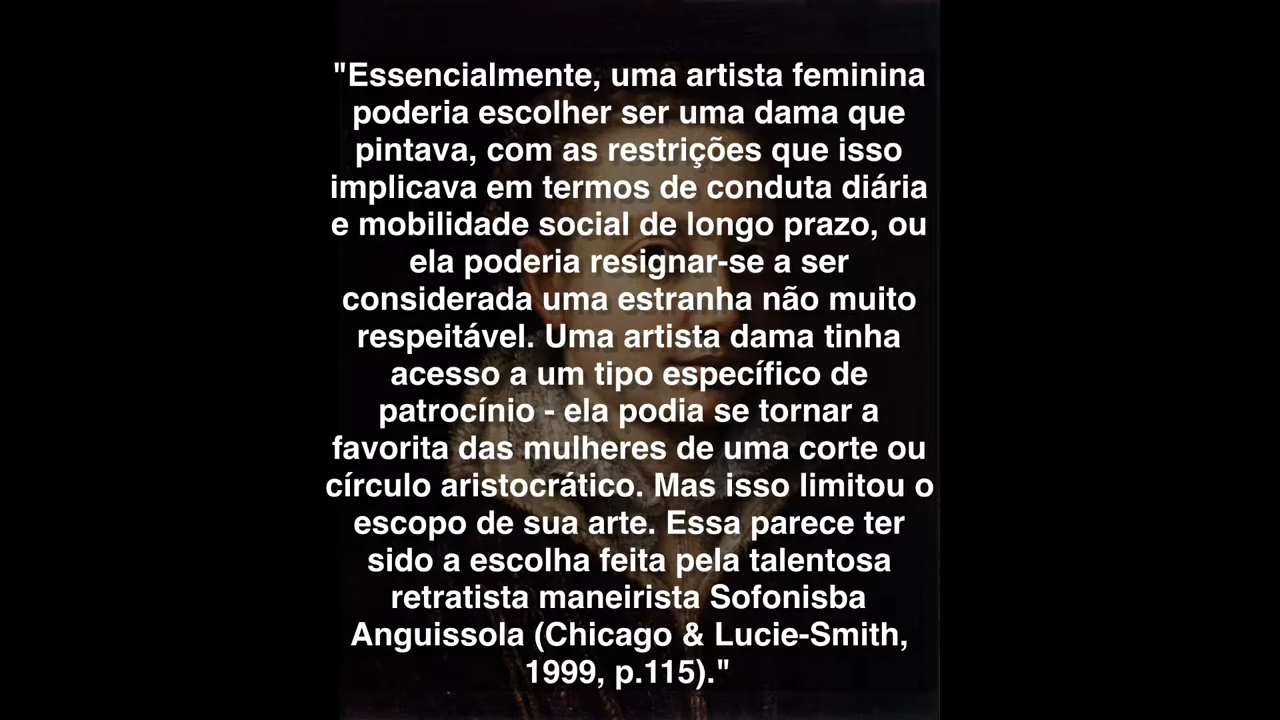 "Essencialmente, uma artista feminina
poderia escolher ser uma dama que
pintava, com as restrições que isso
implicava em termos de conduta diária
e mobilidade social de longo prazo, ou
ela poderia resignar-se a ser
considerada uma estranha não muito
respeitável. Uma artista dama tinha
acesso a um tipo específico de
patrocínio - ela podia se tornar a
favorita das mulheres de uma corte ou
círculo aristocrático. Mas isso limitou o
escopo de sua arte. Essa parece ter
sido a escolha feita pela talentosa
retratista maneirista Sofonisba
Anguissola (Chicago & Lucie-Smith,
1999, p.115)."